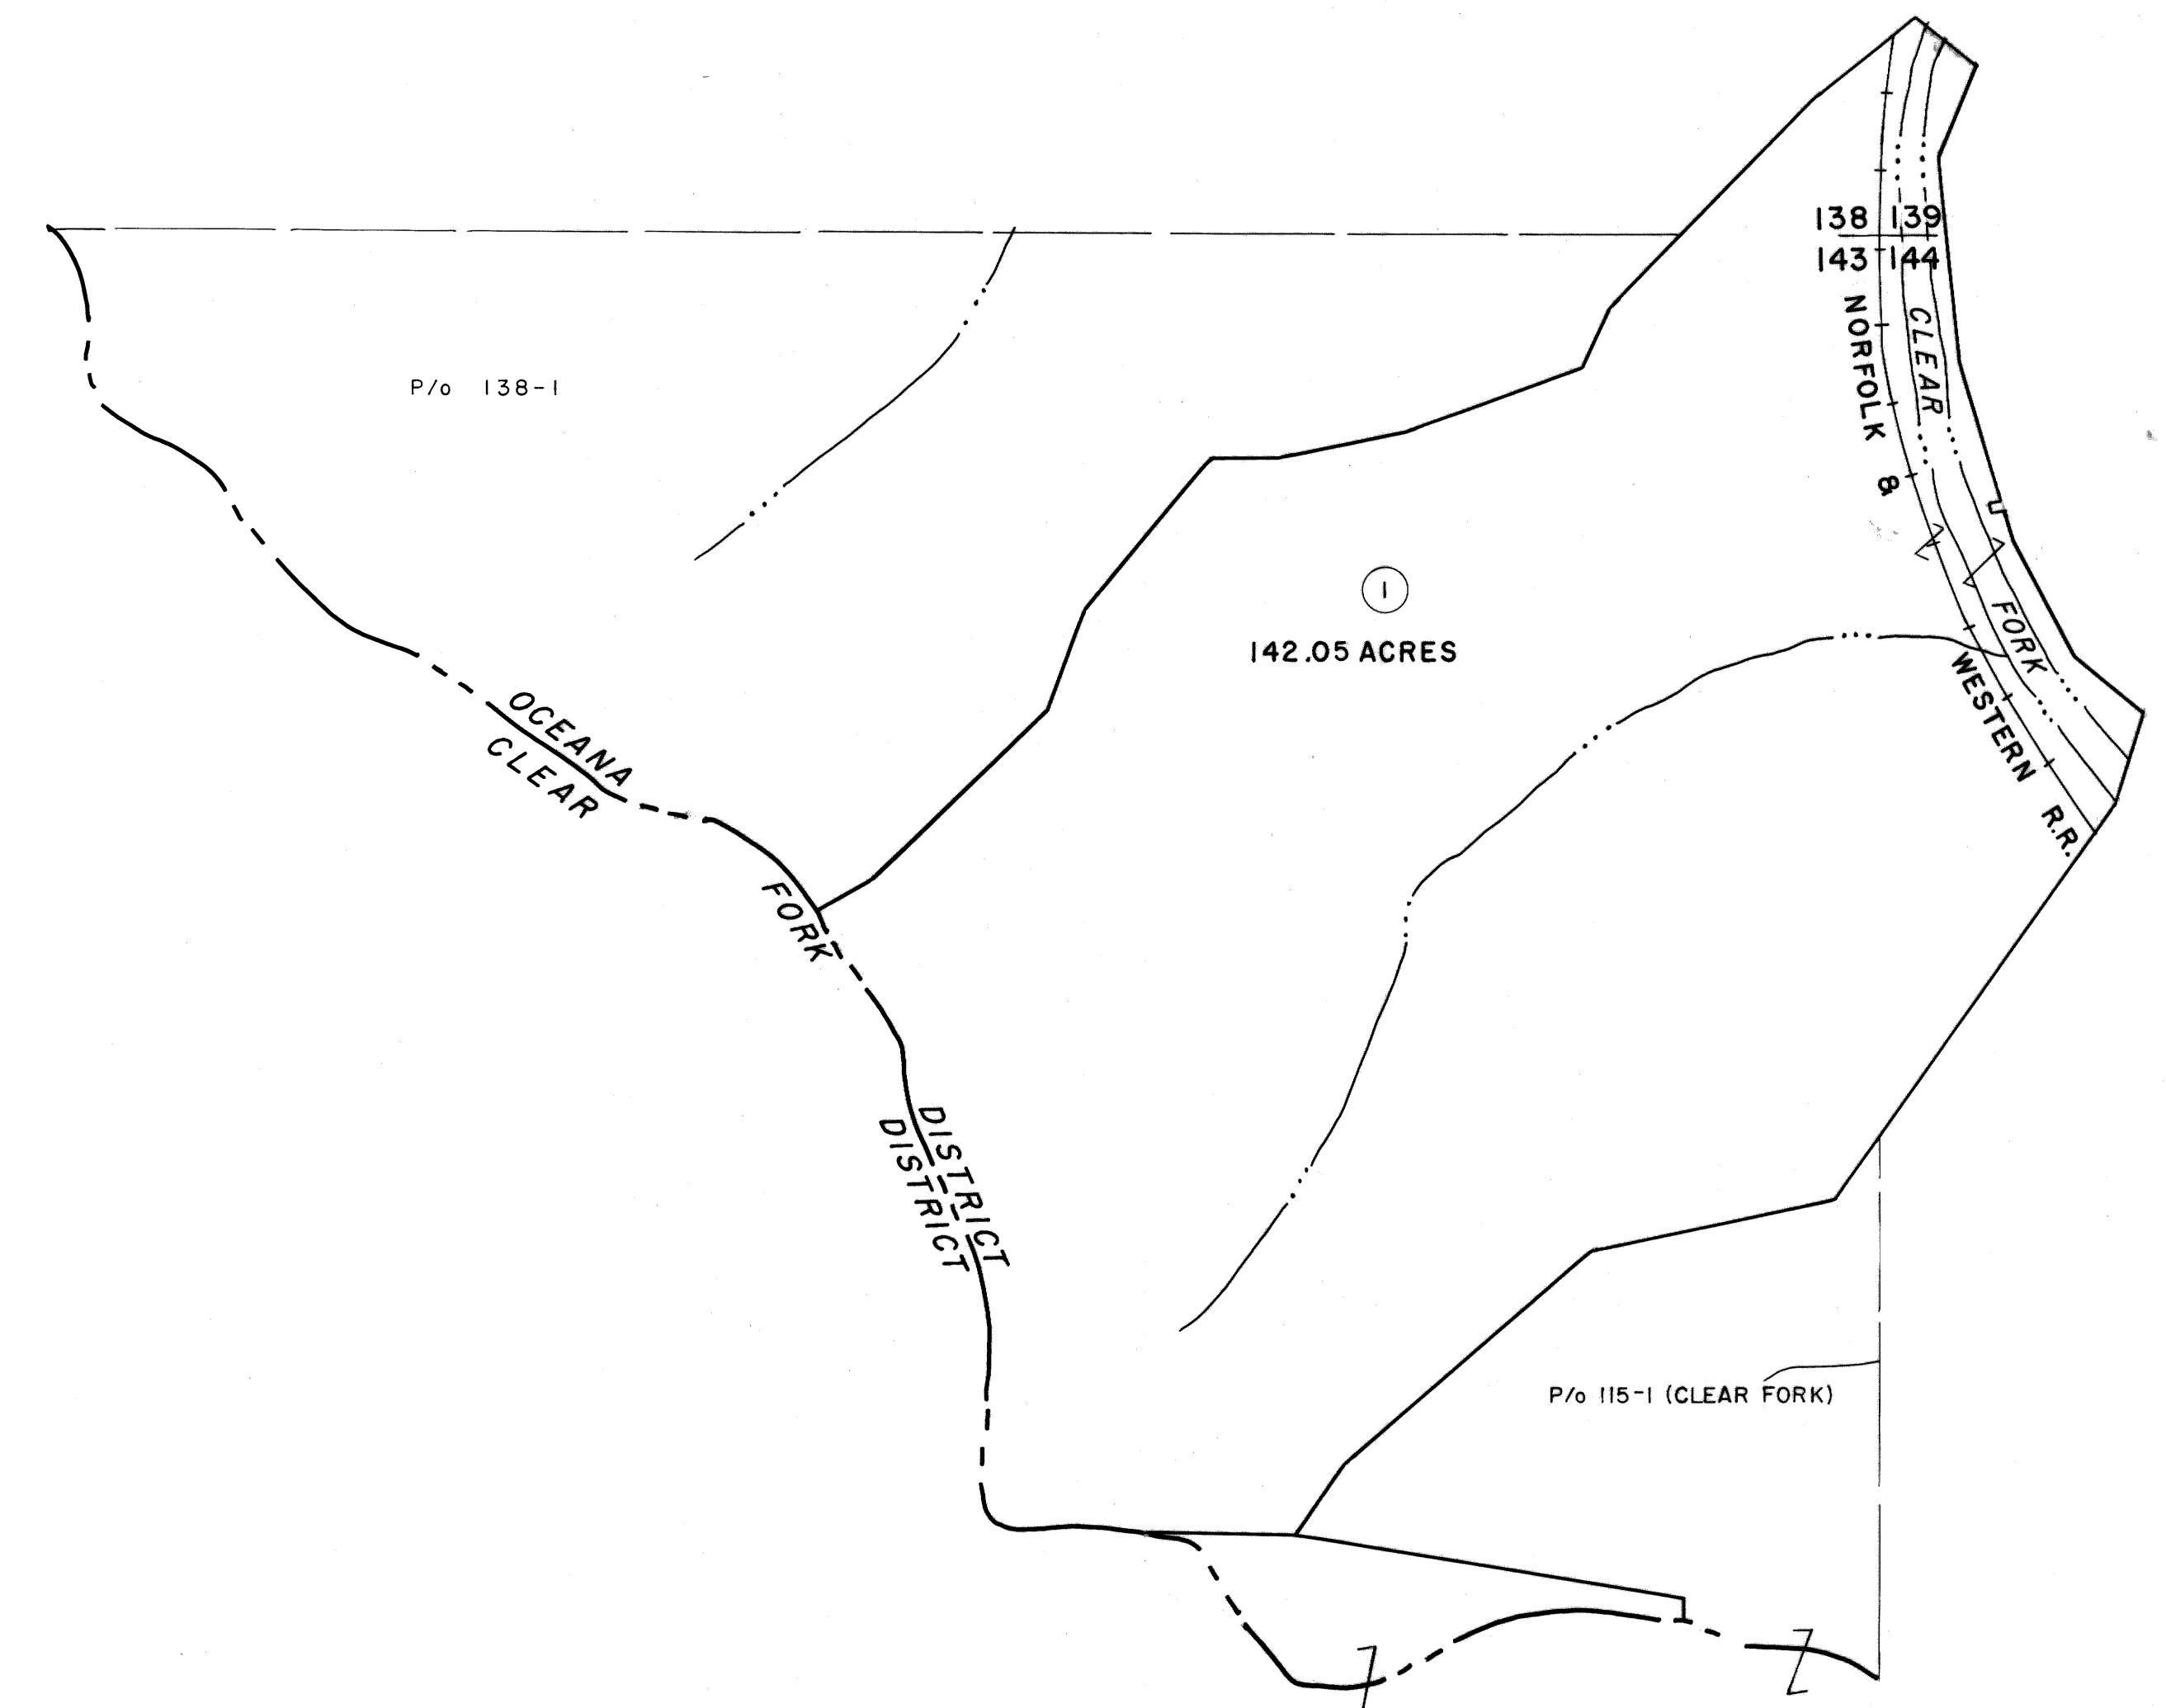 138 139
143 144
NORFOLK & WESTERN R.R.
CLEAR FORK
P/o 138-1
1
142.05 ACRES
OCEANA DISTRICT
CLEAR FORK DISTRICT
P/o 115-1 (CLEAR FORK)